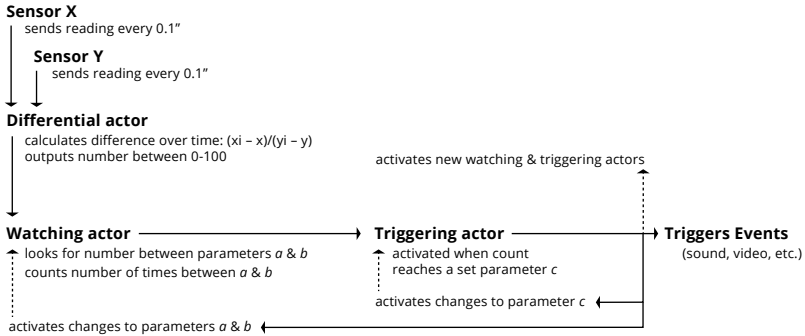 Sensor X
sends reading every 0.1”
Sensor Y
sends reading every 0.1”
Differential actor
calculates difference over time: (xi – x)/(yi – y)
outputs number between 0-100
activates new watching & triggering actors
Watching actor
looks for number between parameters a & b
counts number of times between a & b
Triggering actor
activated when count
reaches a set parameter c
Triggers Events
(sound, video, etc.)
activates changes to parameter c
activates changes to parameters a & b